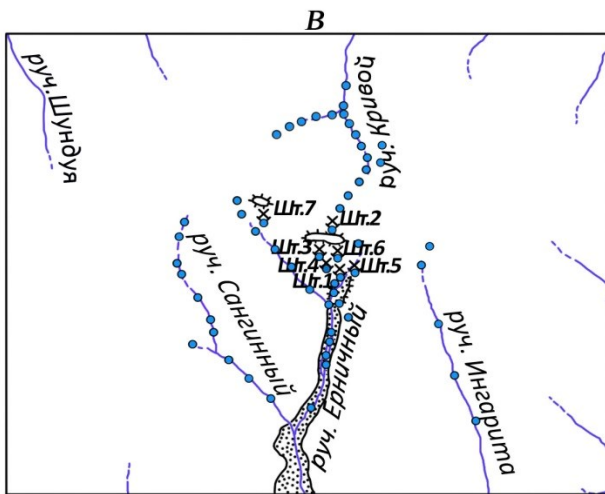 В
руч.Шундуя
руч. Кривой
Шт.7
Шт.2
Шт.3
Шт.6
Шт.4
Шт.5
Шт.1
руч. Сангинный
руч. Ерничный
руч. Ингарита